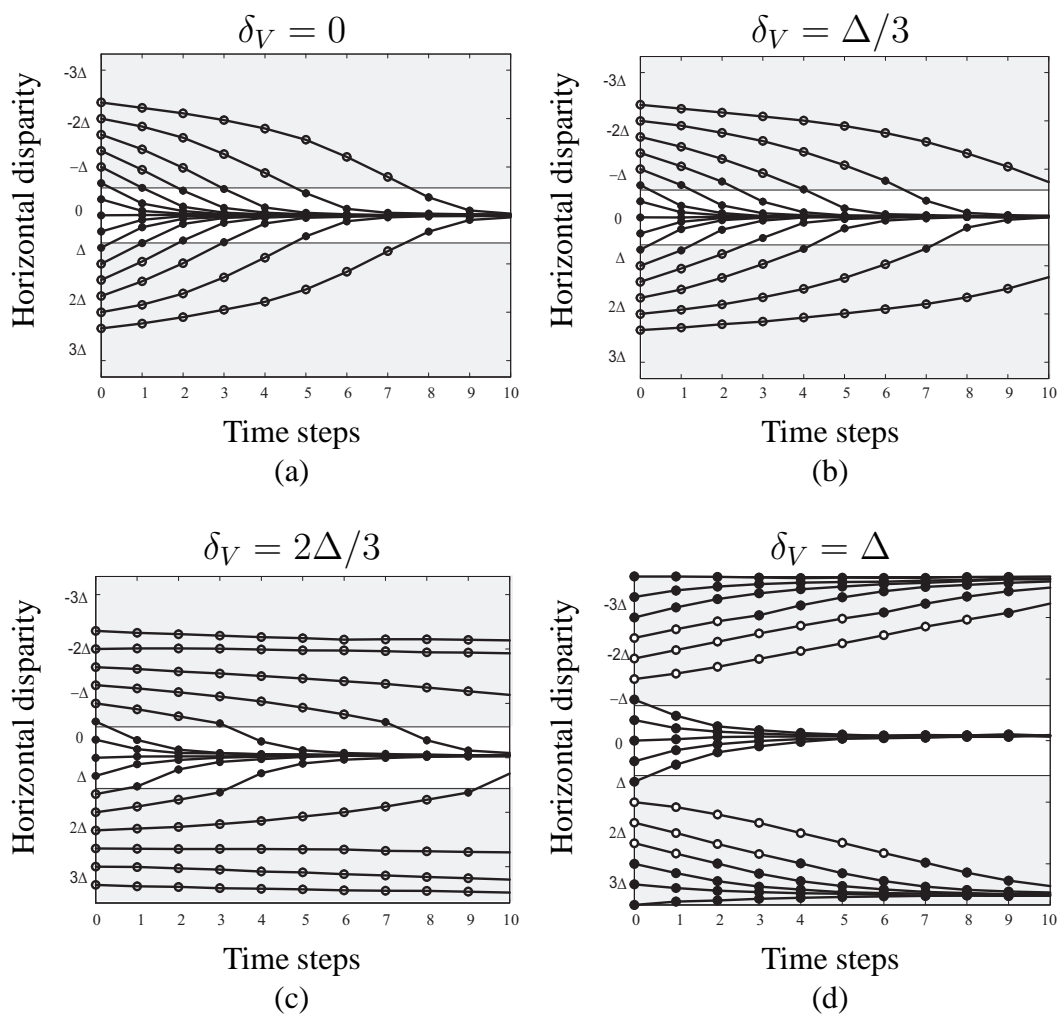 δ_V = 0
Horizontal disparity
-3Δ
-2Δ
-Δ
0
Δ
2Δ
3Δ
0 1 2 3 4 5 6 7 8 9 10
Time steps
(a)
δ_V = Δ/3
Horizontal disparity
-3Δ
-2Δ
-Δ
0
Δ
2Δ
3Δ
0 1 2 3 4 5 6 7 8 9 10
Time steps
(b)
δ_V = 2Δ/3
Horizontal disparity
-3Δ
-2Δ
-Δ
0
Δ
2Δ
3Δ
0 1 2 3 4 5 6 7 8 9 10
Time steps
(c)
δ_V = Δ
Horizontal disparity
-3Δ
-2Δ
-Δ
0
Δ
2Δ
3Δ
0 1 2 3 4 5 6 7 8 9 10
Time steps
(d)